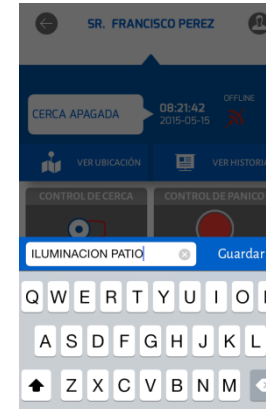 SR. FRANCISCO PEREZ
OFFLINE
CERCA APAGADA
08:21:42
2015-05-15
VER UBICACIÓN
VER HISTORIA
CONTROL DE CERCA
CONTROL DE PANICO
ILUMINACION PATIO
Guardar
Q W E R T Y U I O
A S D F G H J K L
Z X C V B N M